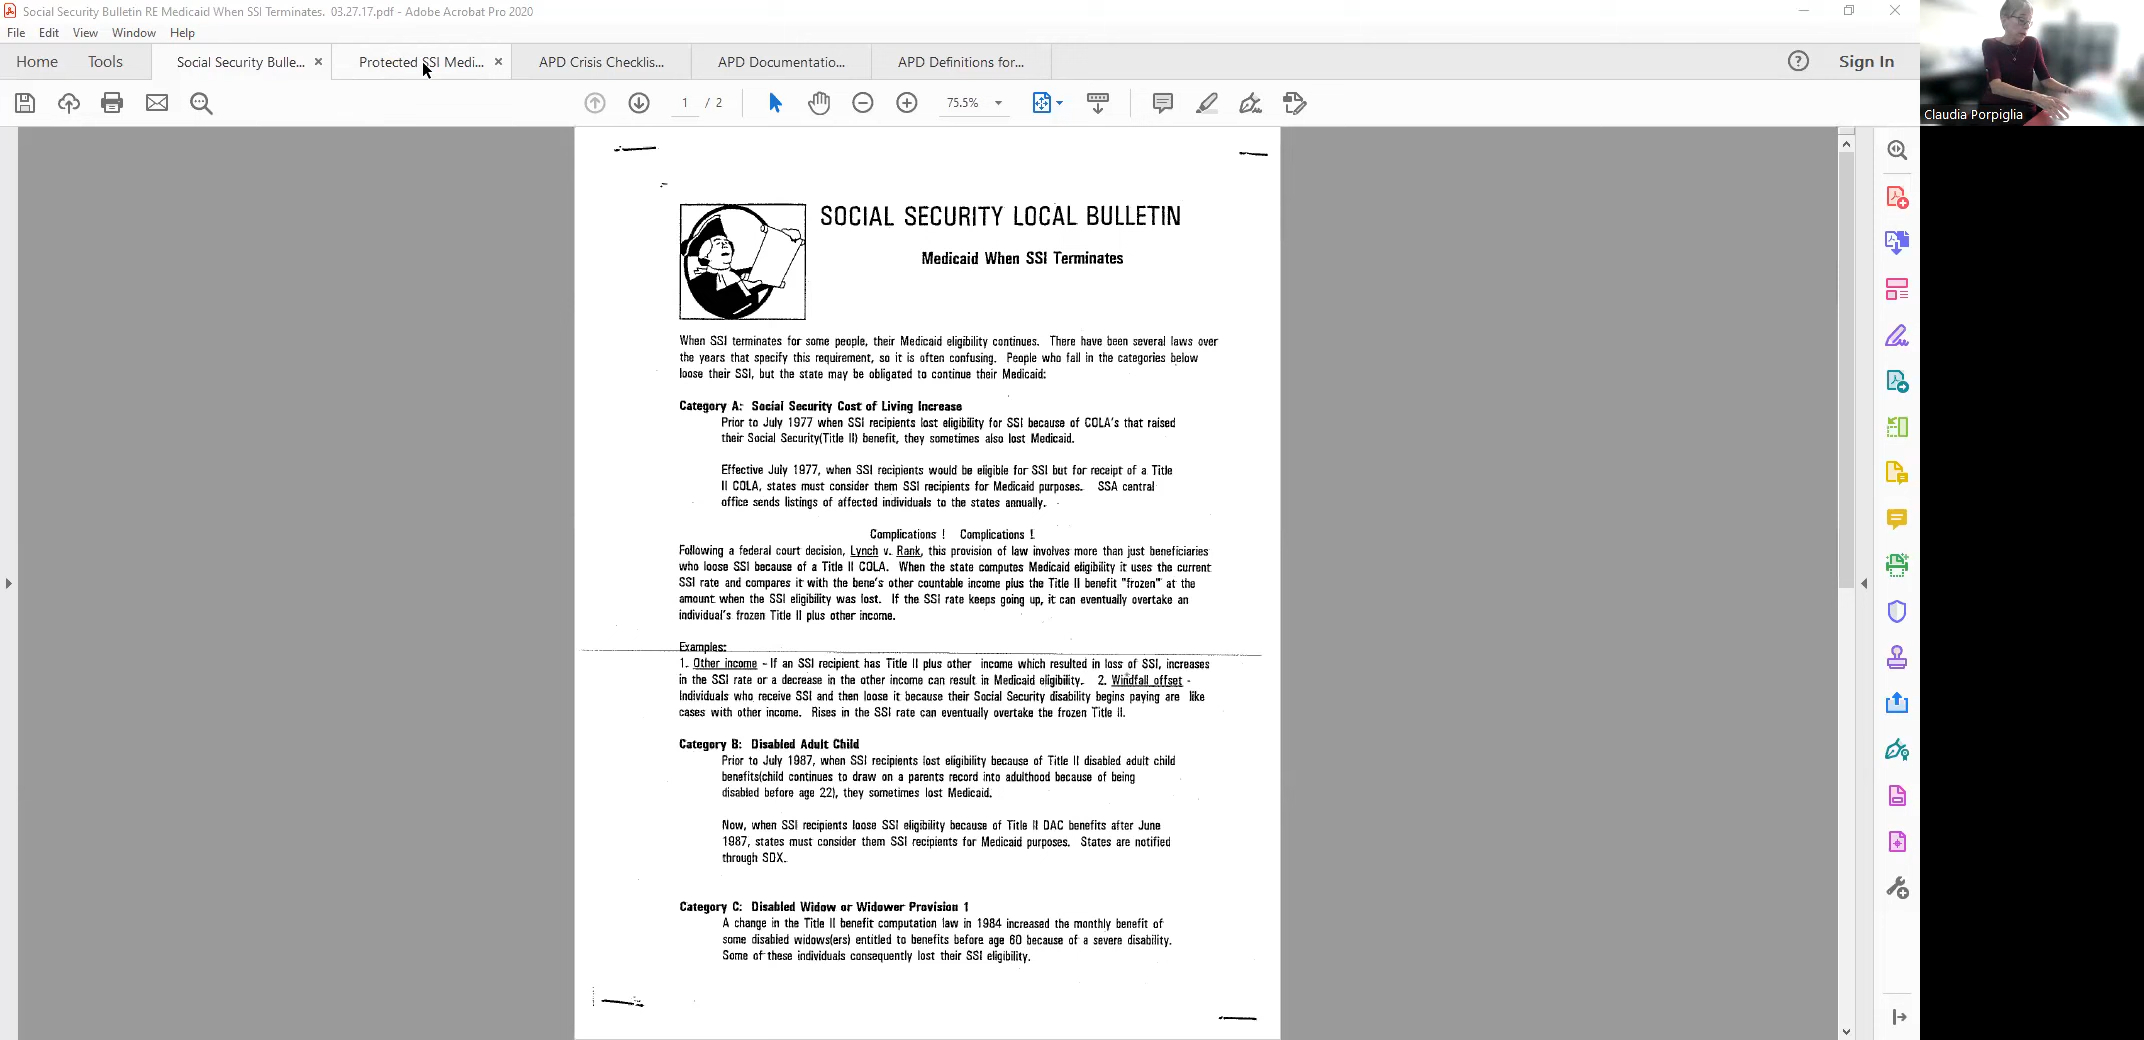 Social Security Bulletin RE Medicaid When SSI Terminates. 03.27.17.pdf - Adobe Acrobat Pro 2020
File Edit View Window Help
Home Tools Social Security Bulle... × Protected SSI Medi... × APD Crisis Checklis... APD Documentatio... APD Definitions for... ? Sign In
1 / 2 75.5%
Claudia Porpiglia
SOCIAL SECURITY LOCAL BULLETIN
Medicaid When SSI Terminates
When SSI terminates for some people, their Medicaid eligibility continues. There have been several laws over
the years that specify this requirement, so it is often confusing. People who fall in the categories below
loose their SSI, but the state may be obligated to continue their Medicaid:
Category A: Social Security Cost of Living Increase
Prior to July 1977 when SSI recipients lost eligibility for SSI because of COLA's that raised
their Social Security(Title II) benefit, they sometimes also lost Medicaid.
Effective July 1977, when SSI recipients would be eligible for SSI but for receipt of a Title
II COLA, states must consider them SSI recipients for Medicaid purposes. SSA central
office sends listings of affected individuals to the states annually.
Complications ! Complications !
Following a federal court decision, Lynch v. Rank, this provision of law involves more than just beneficiaries
who loose SSI because of a Title II COLA. When the state computes Medicaid eligibility it uses the current
SSI rate and compares it with the bene's other countable income plus the Title II benefit "frozen" at the
amount when the SSI eligibility was lost. If the SSI rate keeps going up, it can eventually overtake an
individual's frozen Title II plus other income.
Examples:
1. Other income - If an SSI recipient has Title II plus other income which resulted in loss of SSI, increases
in the SSI rate or a decrease in the other income can result in Medicaid eligibility. 2. Windfall offset -
Individuals who receive SSI and then loose it because their Social Security disability begins paying are like
cases with other income. Rises in the SSI rate can eventually overtake the frozen Title II.
Category B: Disabled Adult Child
Prior to July 1987, when SSI recipients lost eligibility because of Title II disabled adult child
benefits(child continues to draw on a parents record into adulthood because of being
disabled before age 22), they sometimes lost Medicaid.
Now, when SSI recipients loose SSI eligibility because of Title II DAC benefits after June
1987, states must consider them SSI recipients for Medicaid purposes. States are notified
through SDX.
Category C: Disabled Widow or Widower Provision 1
A change in the Title II benefit computation law in 1984 increased the monthly benefit of
some disabled widows(ers) entitled to benefits before age 60 because of a severe disability.
Some of these individuals consequently lost their SSI eligibility.